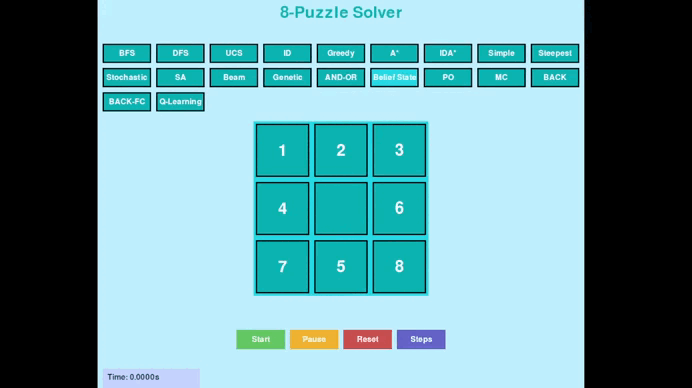 8-Puzzle Solver
BFS DFS UCS ID Greedy A* IDA* Simple Steepest
Stochastic SA Beam Genetic AND-OR Belief State PO MC BACK
BACK-FC Q-Learning
1 2 3
4 6
7 5 8
Start Pause Reset Steps
Time: 0.0000s